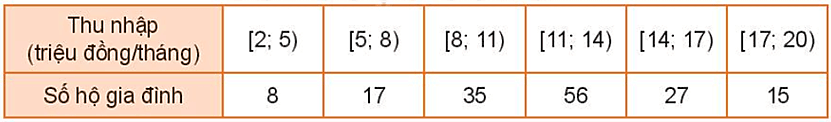 Thu nhập
(triệu đồng/tháng) [2; 5) [5; 8) [8; 11) [11; 14) [14; 17) [17; 20)
Số hộ gia đình 8 17 35 56 27 15